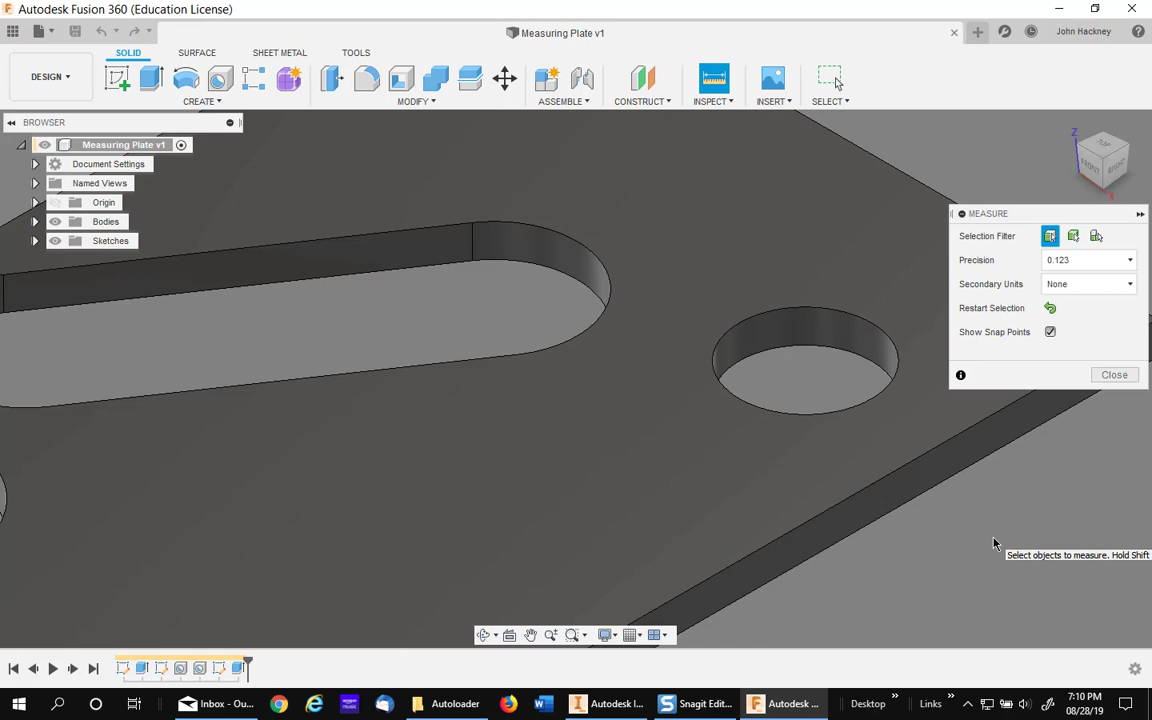 Autodesk Fusion 360 (Education License)
Measuring Plate v1
John Hackney
SOLID SURFACE SHEET METAL TOOLS
DESIGN
CREATE MODIFY ASSEMBLE CONSTRUCT INSPECT INSERT SELECT
BROWSER
Measuring Plate v1
Document Settings
Named Views
Origin
Bodies
Sketches
Z
TOP
FRONT
RIGHT
X
MEASURE
Selection Filter
Precision 0.123
Secondary Units None
Restart Selection
Show Snap Points
Close
Select objects to measure. Hold Shift
Inbox - Ou...
Autoloader
Autodesk I...
Snagit Edit...
Autodesk ...
Desktop
Links
7:10 PM
08/28/19